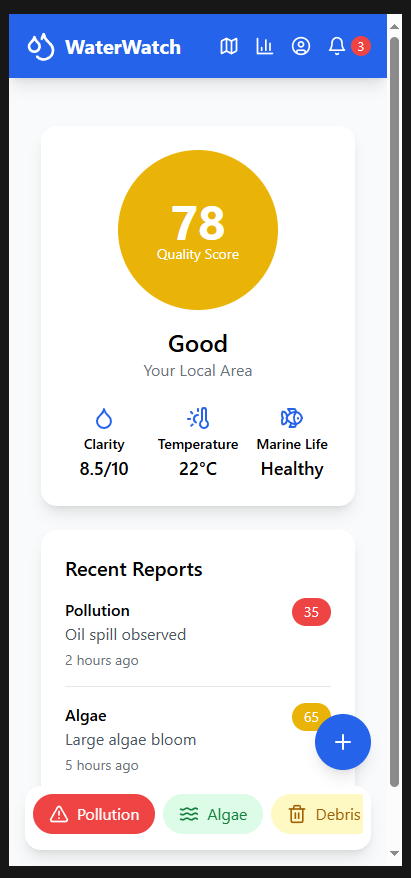 WaterWatch 3
78
Quality Score
Good
Your Local Area
Clarity Temperature Marine Life
8.5/10 22°C Healthy
Recent Reports
Pollution 35
Oil spill observed
2 hours ago
Algae 65
Large algae bloom
5 hours ago
Pollution Algae Debris